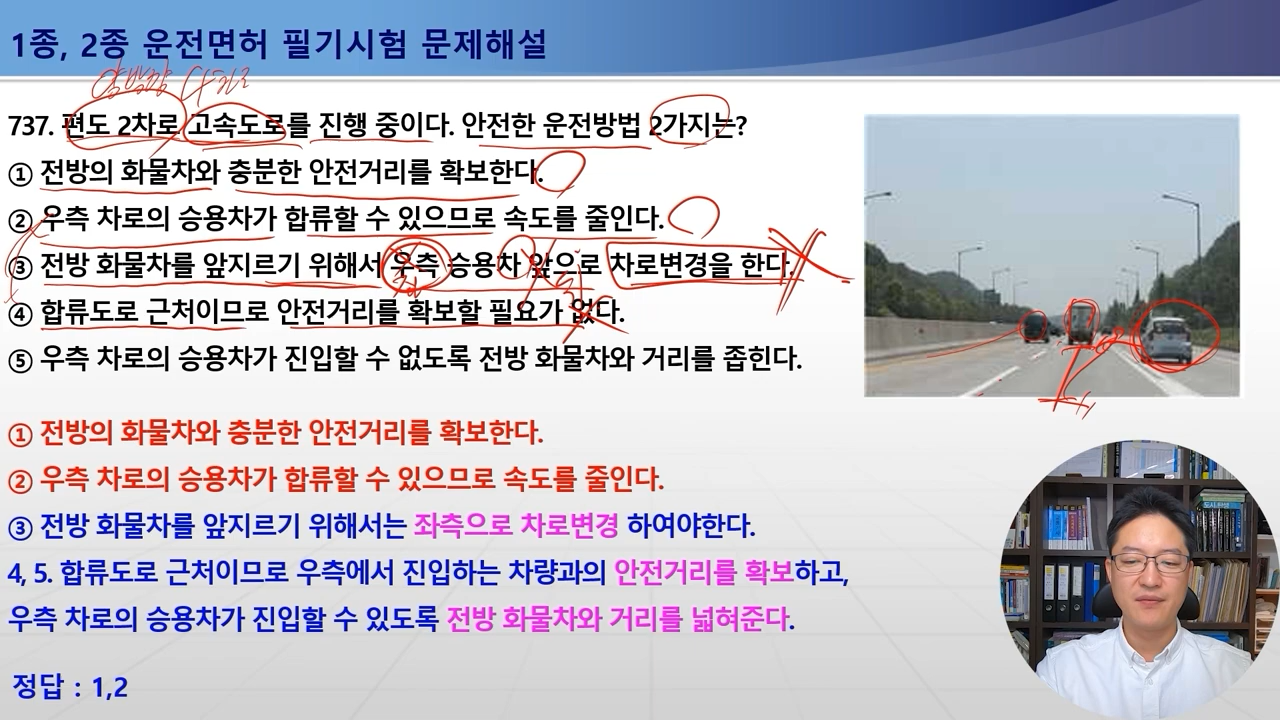 1종, 2종 운전면허 필기시험 문제해설
양방향 4차로
737. 편도 2차로 고속도로를 진행 중이다. 안전한 운전방법 2가지는?
① 전방의 화물차와 충분한 안전거리를 확보한다.
② 우측 차로의 승용차가 합류할 수 있으므로 속도를 줄인다.
③ 전방 화물차를 앞지르기 위해서 우측 승용차 앞으로 차로변경을 한다.
④ 합류도로 근처이므로 안전거리를 확보할 필요가 없다.
⑤ 우측 차로의 승용차가 진입할 수 없도록 전방 화물차와 거리를 좁힌다.
① 전방의 화물차와 충분한 안전거리를 확보한다.
② 우측 차로의 승용차가 합류할 수 있으므로 속도를 줄인다.
③ 전방 화물차를 앞지르기 위해서는 좌측으로 차로변경 하여야한다.
4, 5. 합류도로 근처이므로 우측에서 진입하는 차량과의 안전거리를 확보하고,
우측 차로의 승용차가 진입할 수 있도록 전방 화물차와 거리를 넓혀준다.
정답 : 1,2